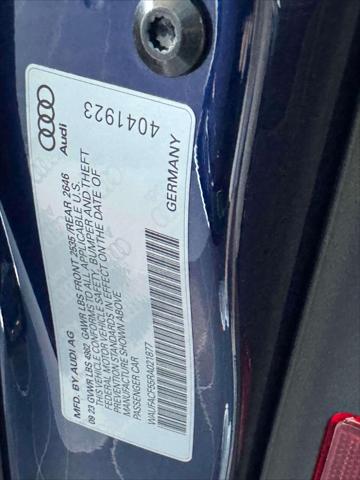 Audi
4041923
GERMANY
MFD. BY AUDI AG
09 23 GVWR LBS 4982 GAWR LBS FRONT 2535 /REAR 2646
THIS VEHICLE CONFORMS TO ALL APPLICABLE U.S.
FEDERAL MOTOR VEHICLE SAFETY, BUMPER AND THEFT
PREVENTION STANDARDS IN EFFECT ON THE DATE OF
MANUFACTURE SHOWN ABOVE
PASSENGER CAR
WAUFACF55RA021877